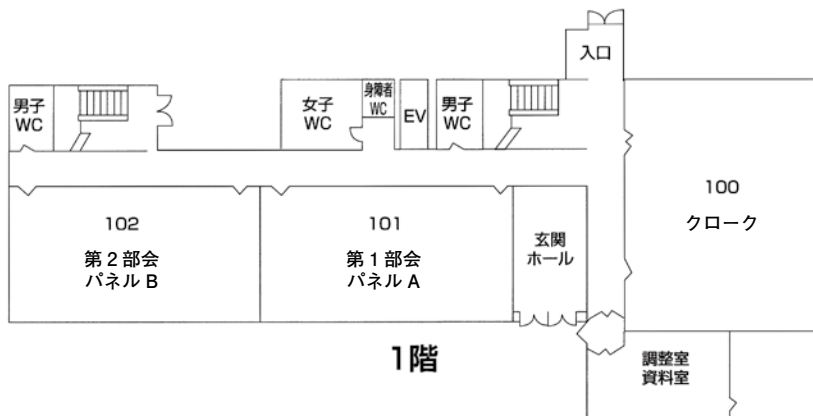 入口
男子
WC
女子
WC
身障者
WC
EV
男子
WC
100
クローク
102
第2部会
パネルB
101
第1部会
パネルA
玄関
ホール
1階
調整室
資料室